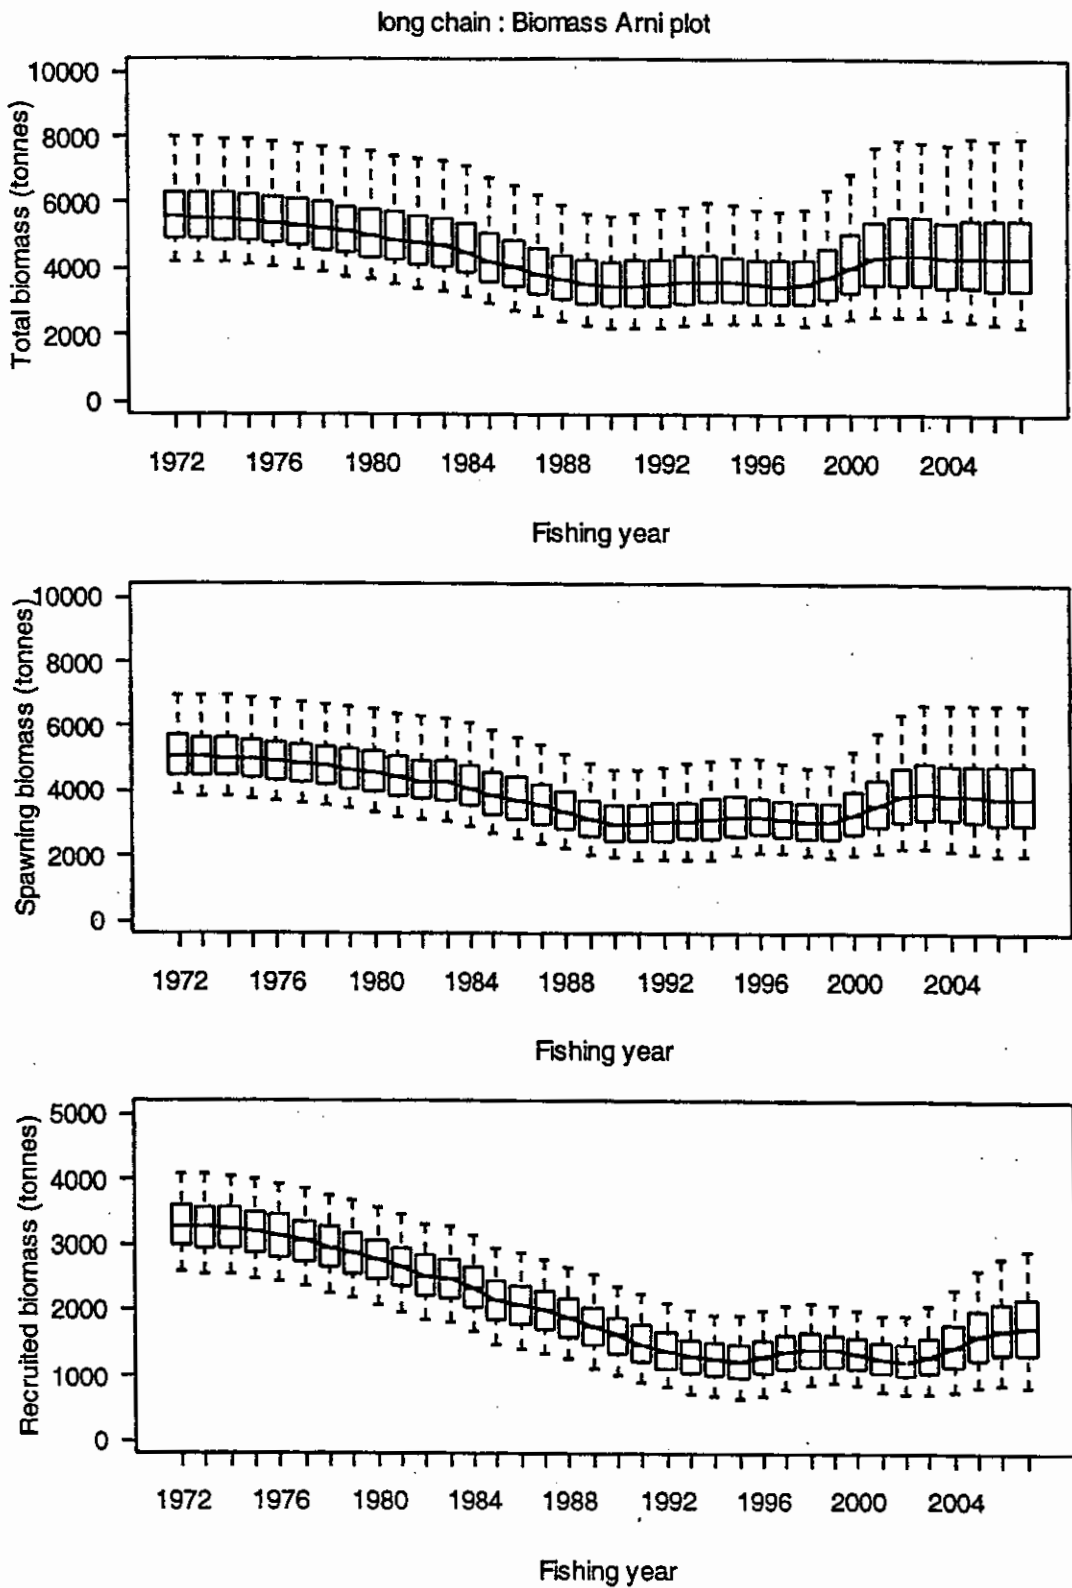 long chain : Biomass Arni plot
Total biomass (tonnes)
10000
8000
6000
4000
2000
0
1972 1976 1980 1984 1988 1992 1996 2000 2004
Fishing year
Spawning biomass (tonnes)
10000
8000
6000
4000
2000
0
1972 1976 1980 1984 1988 1992 1996 2000 2004
Fishing year
Recruited biomass (tonnes)
5000
4000
3000
2000
1000
0
1972 1976 1980 1984 1988 1992 1996 2000 2004
Fishing year